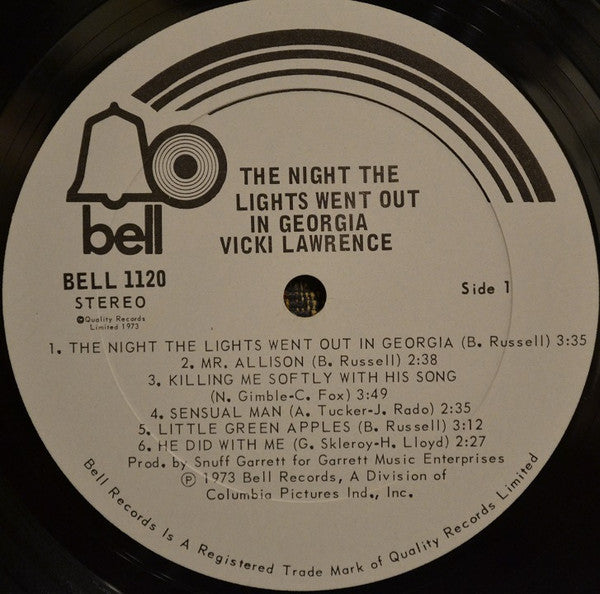 bell
BELL 1120
STEREO
©Quality Records
Limited 1973
THE NIGHT THE
LIGHTS WENT OUT
IN GEORGIA
VICKI LAWRENCE
Side 1
1. THE NIGHT THE LIGHTS WENT OUT IN GEORGIA (B. Russell) 3:35
2. MR. ALLISON (B. Russell) 2:38
3. KILLING ME SOFTLY WITH HIS SONG
(N. Gimble-C. Fox) 3:49
4. SENSUAL MAN (A. Tucker-J. Rado) 2:35
5. LITTLE GREEN APPLES (B. Russell) 3:12
6. HE DID WITH ME (G. Skleroy-H. Lloyd) 2:27
Prod. by Snuff Garrett for Garrett Music Enterprises
Ⓟ 1973 Bell Records, A Division of
Columbia Pictures Ind., Inc.
Bell Records Is A Registered Trade Mark of Quality Records Limited